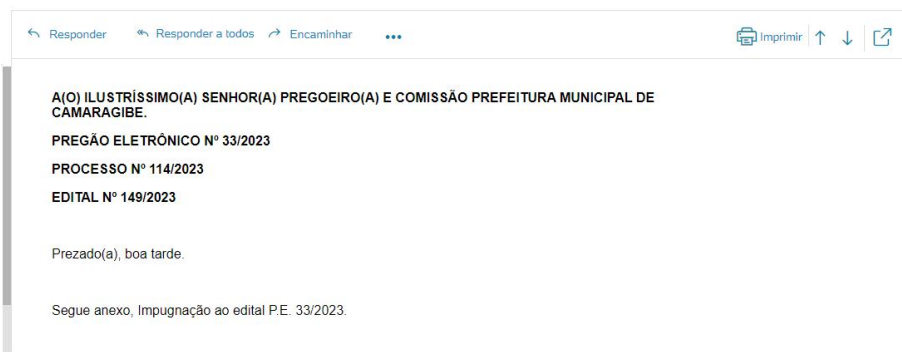 Responder Responder a todos Encaminhar ... Imprimir
A(O) ILUSTRÍSSIMO(A) SENHOR(A) PREGOEIRO(A) E COMISSÃO PREFEITURA MUNICIPAL DE
CAMARAGIBE.
PREGÃO ELETRÔNICO Nº 33/2023
PROCESSO Nº 114/2023
EDITAL Nº 149/2023
Prezado(a), boa tarde.
Segue anexo, Impugnação ao edital P.E. 33/2023.